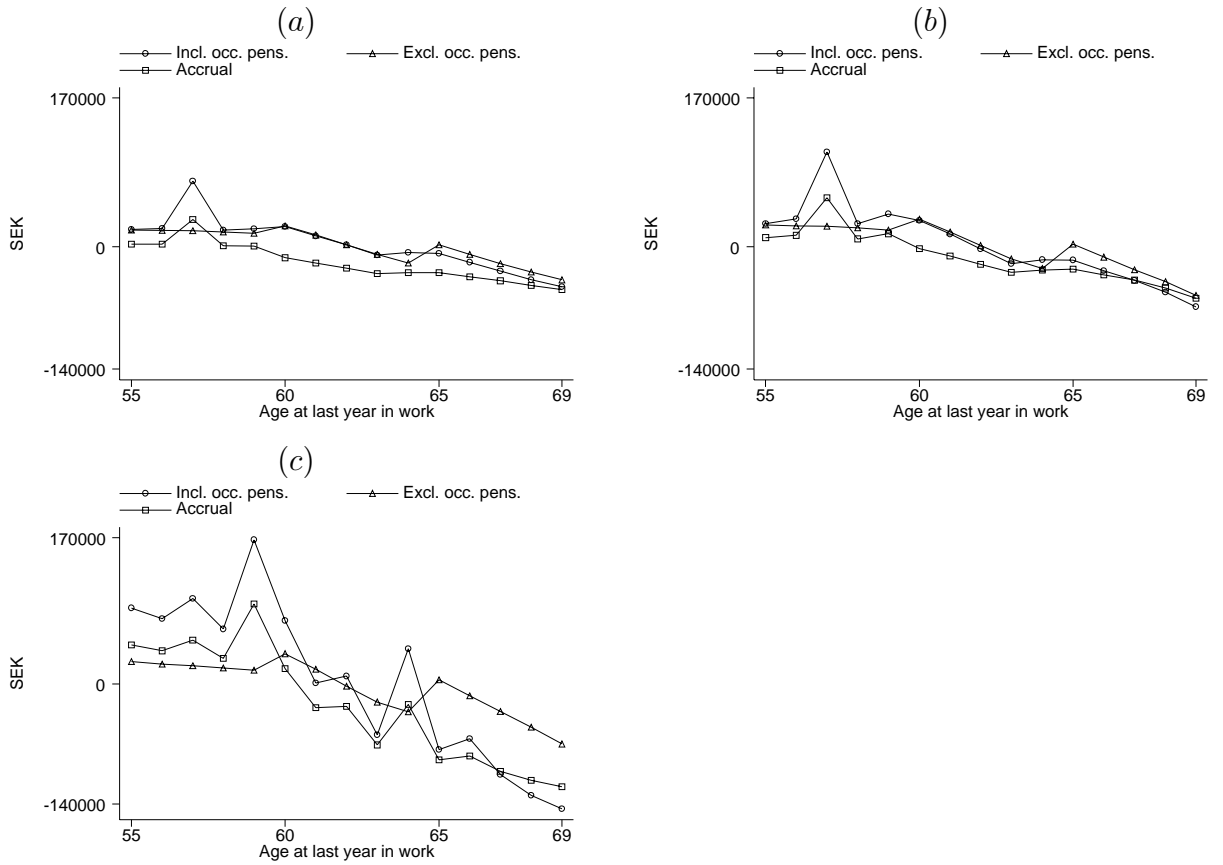 (a)
Incl. occ. pens. Excl. occ. pens.
Accrual
170000
0
-140000
SEK
55 60 65 69
Age at last year in work
(b)
Incl. occ. pens. Excl. occ. pens.
Accrual
170000
0
-140000
SEK
55 60 65 69
Age at last year in work
(c)
Incl. occ. pens. Excl. occ. pens.
Accrual
170000
0
-140000
SEK
55 60 65 69
Age at last year in work